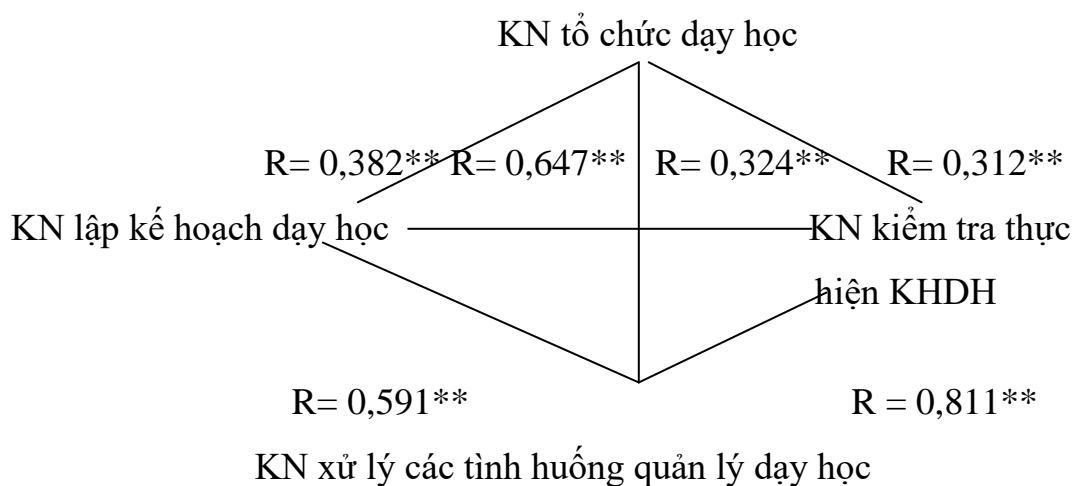 KN tổ chức dạy học
R= 0,382** R= 0,647** R= 0,324** R= 0,312**
KN lập kế hoạch dạy học KN kiểm tra thực
hiện KHDH
R= 0,591** R = 0,811**
KN xử lý các tình huống quản lý dạy học